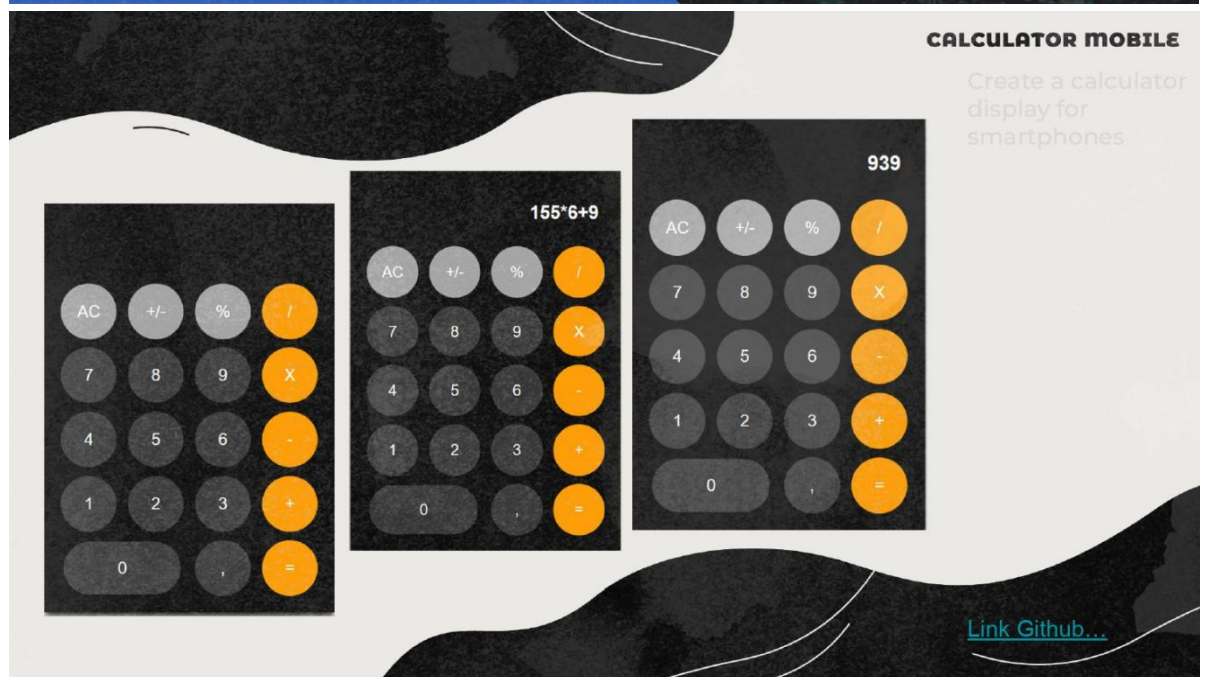 CALCULATOR MOBILE
Create a calculator
display for
smartphones
AC +/- % /
7 8 9 X
4 5 6 -
1 2 3 +
0 , =
155*6+9
AC +/- % /
7 8 9 X
4 5 6 -
1 2 3 +
0 , =
939
AC +/- % /
7 8 9 X
4 5 6 -
1 2 3 +
0 , =
Link Github...